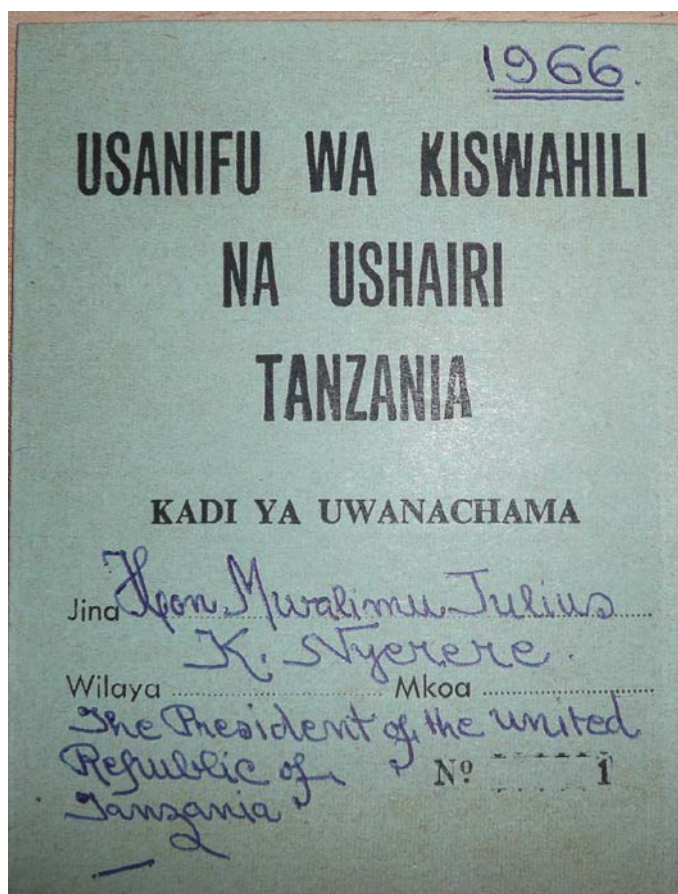 1966.
USANIFU WA KISWAHILI
NA USHAIRI
TANZANIA
KADI YA UWANACHAMA
Jina Hon. Mwalimu Julius
K. Nyerere.
Wilaya .................... Mkoa ....................
The President of the United
Republic of
Tanzania
Nº 1